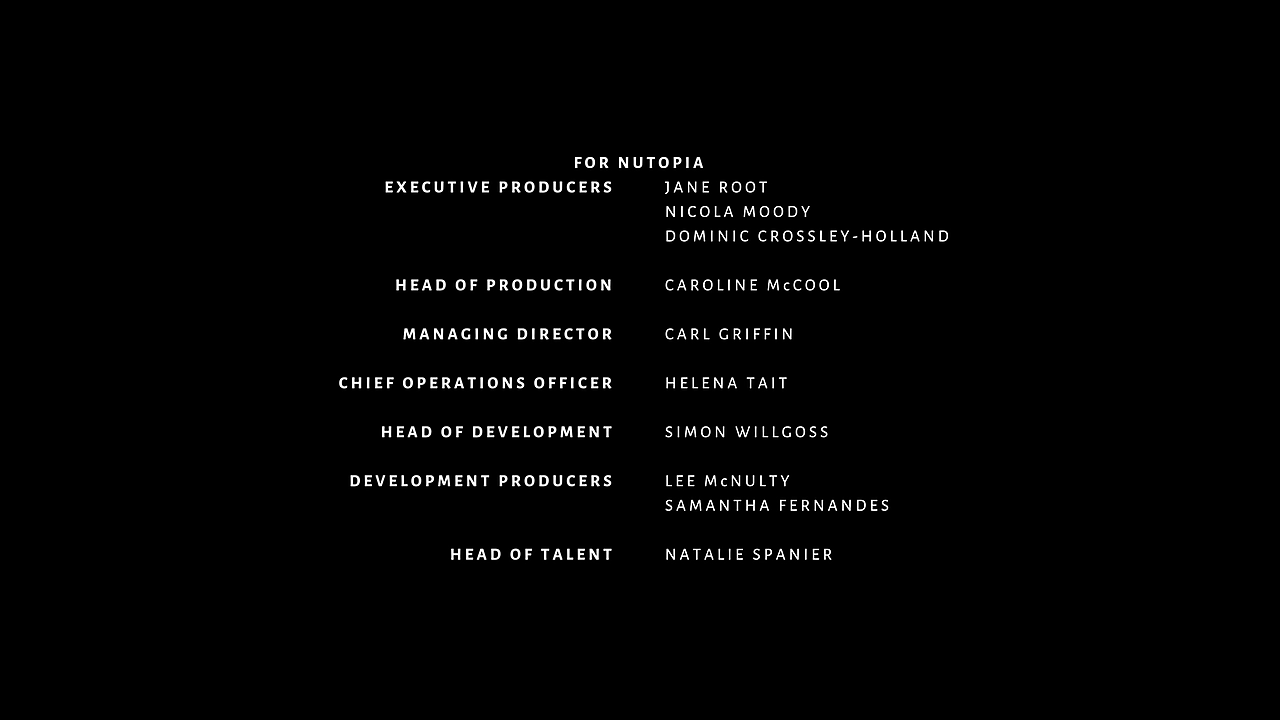 FOR NUTOPIA
EXECUTIVE PRODUCERS JANE ROOT
NICOLA MOODY
DOMINIC CROSSLEY-HOLLAND
HEAD OF PRODUCTION CAROLINE McCOOL
MANAGING DIRECTOR CARL GRIFFIN
CHIEF OPERATIONS OFFICER HELENA TAIT
HEAD OF DEVELOPMENT SIMON WILLGOSS
DEVELOPMENT PRODUCERS LEE McNULTY
SAMANTHA FERNANDES
HEAD OF TALENT NATALIE SPANIER